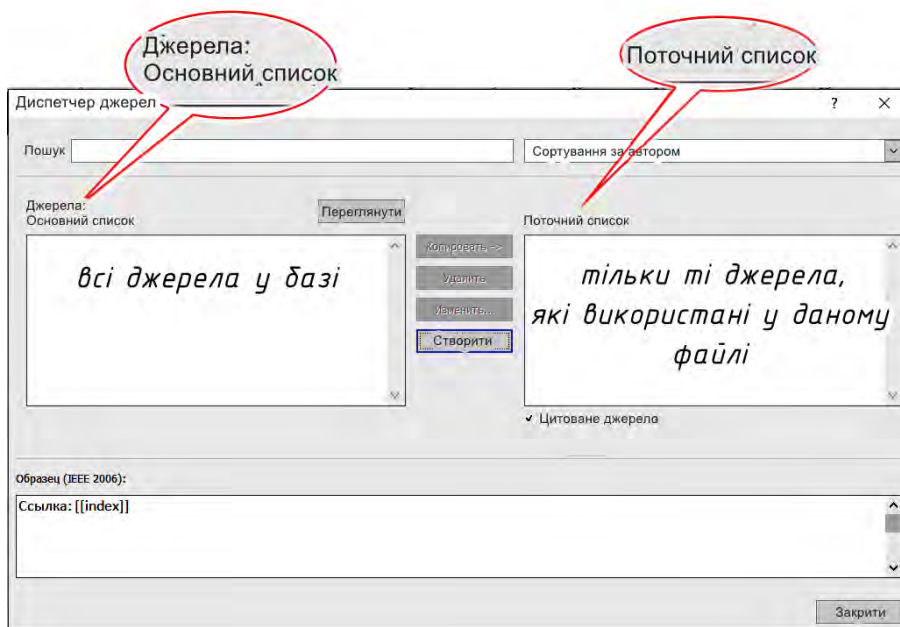 Джерела:
Основний список
Поточний список
Диспетчер джерел
? ×
Пошук
Сортування за автором
Джерела:
Основний список
Переглянути
Поточний список
всі джерела у базі
Копировать ->
Удалить
Изменить...
Створити
тільки ті джерела,
які використані у даному
файлі
✓ Цитоване джерело
Образец (IEEE 2006):
Ссылка: [[index]]
Закрити